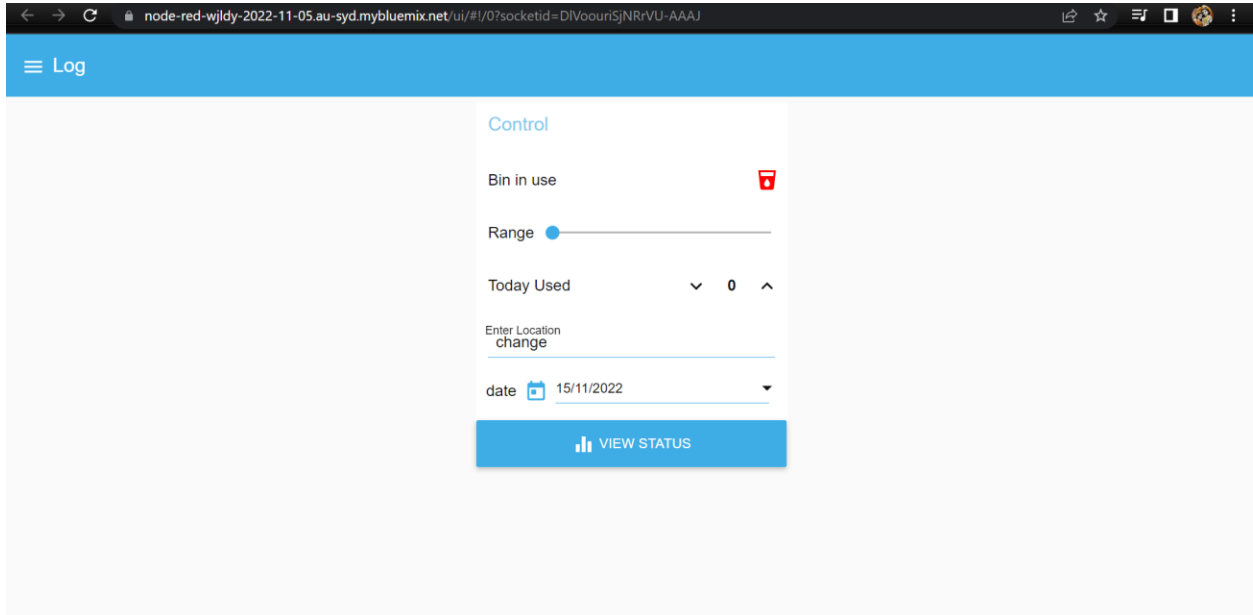 node-red-wjldy-2022-11-05.au-syd.mybluemix.net/ui/#!/0?socketid=DlVoouriSjNRrVU-AAAJ
Log
Control
Bin in use
Range
Today Used 0
Enter Location
change
date 15/11/2022
VIEW STATUS